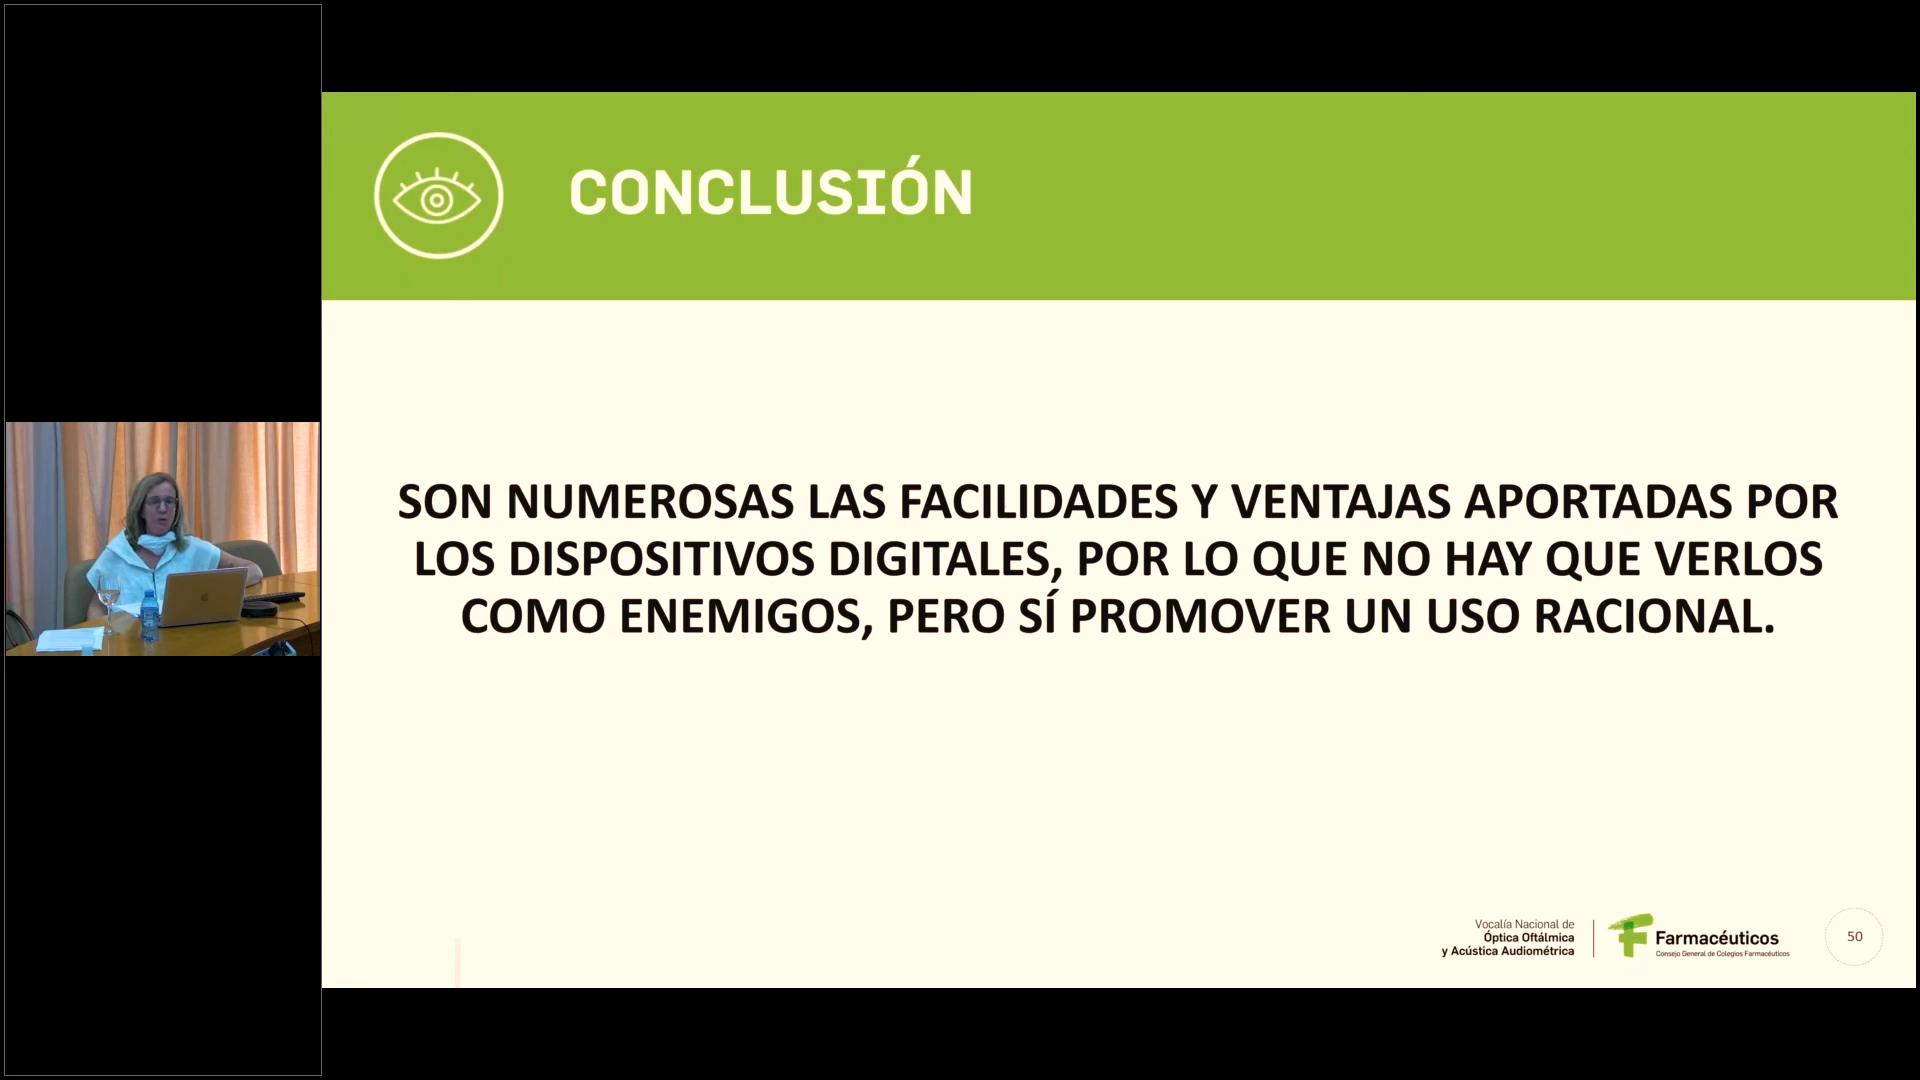 CONCLUSIÓN
SON NUMEROSAS LAS FACILIDADES Y VENTAJAS APORTADAS POR
LOS DISPOSITIVOS DIGITALES, POR LO QUE NO HAY QUE VERLOS
COMO ENEMIGOS, PERO SÍ PROMOVER UN USO RACIONAL.
Vocalía Nacional de
Óptica Oftálmica
y Acústica Audiométrica
Farmacéuticos
Consejo General de Colegios Farmacéuticos
50